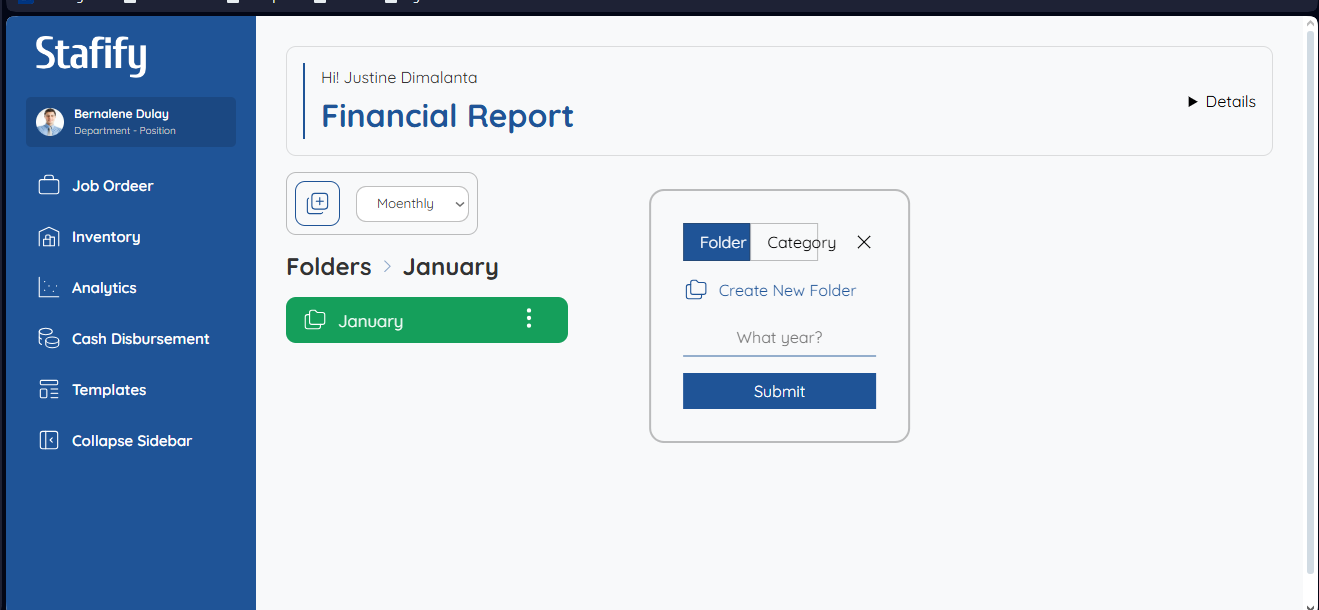 Stafify
Bernalene Dulay
Department - Position
Job Ordeer
Inventory
Analytics
Cash Disbursement
Templates
Collapse Sidebar
Hi! Justine Dimalanta
Financial Report
Details
Moenthly
Folders > January
January
Folder Category
Create New Folder
What year?
Submit